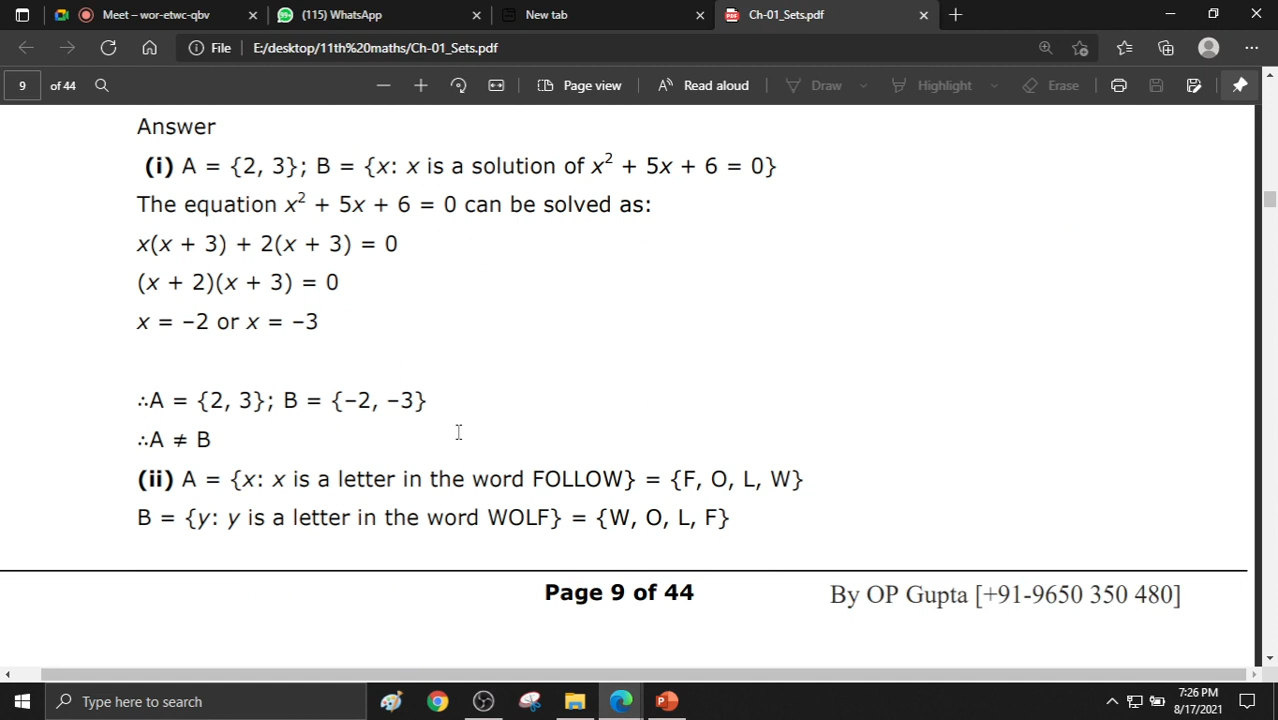 Meet – wor-etwc-qbv
(115) WhatsApp
New tab
Ch-01_Sets.pdf
File E:/desktop/11th%20maths/Ch-01_Sets.pdf
9 of 44 Page view Read aloud Draw Highlight Erase
Answer
(i) A = {2, 3}; B = {x: x is a solution of x² + 5x + 6 = 0}
The equation x² + 5x + 6 = 0 can be solved as:
x(x + 3) + 2(x + 3) = 0
(x + 2)(x + 3) = 0
x = –2 or x = –3
∴A = {2, 3}; B = {–2, –3}
∴A ≠ B
(ii) A = {x: x is a letter in the word FOLLOW} = {F, O, L, W}
B = {y: y is a letter in the word WOLF} = {W, O, L, F}
Page 9 of 44 By OP Gupta [+91-9650 350 480]
Type here to search
7:26 PM
8/17/2021